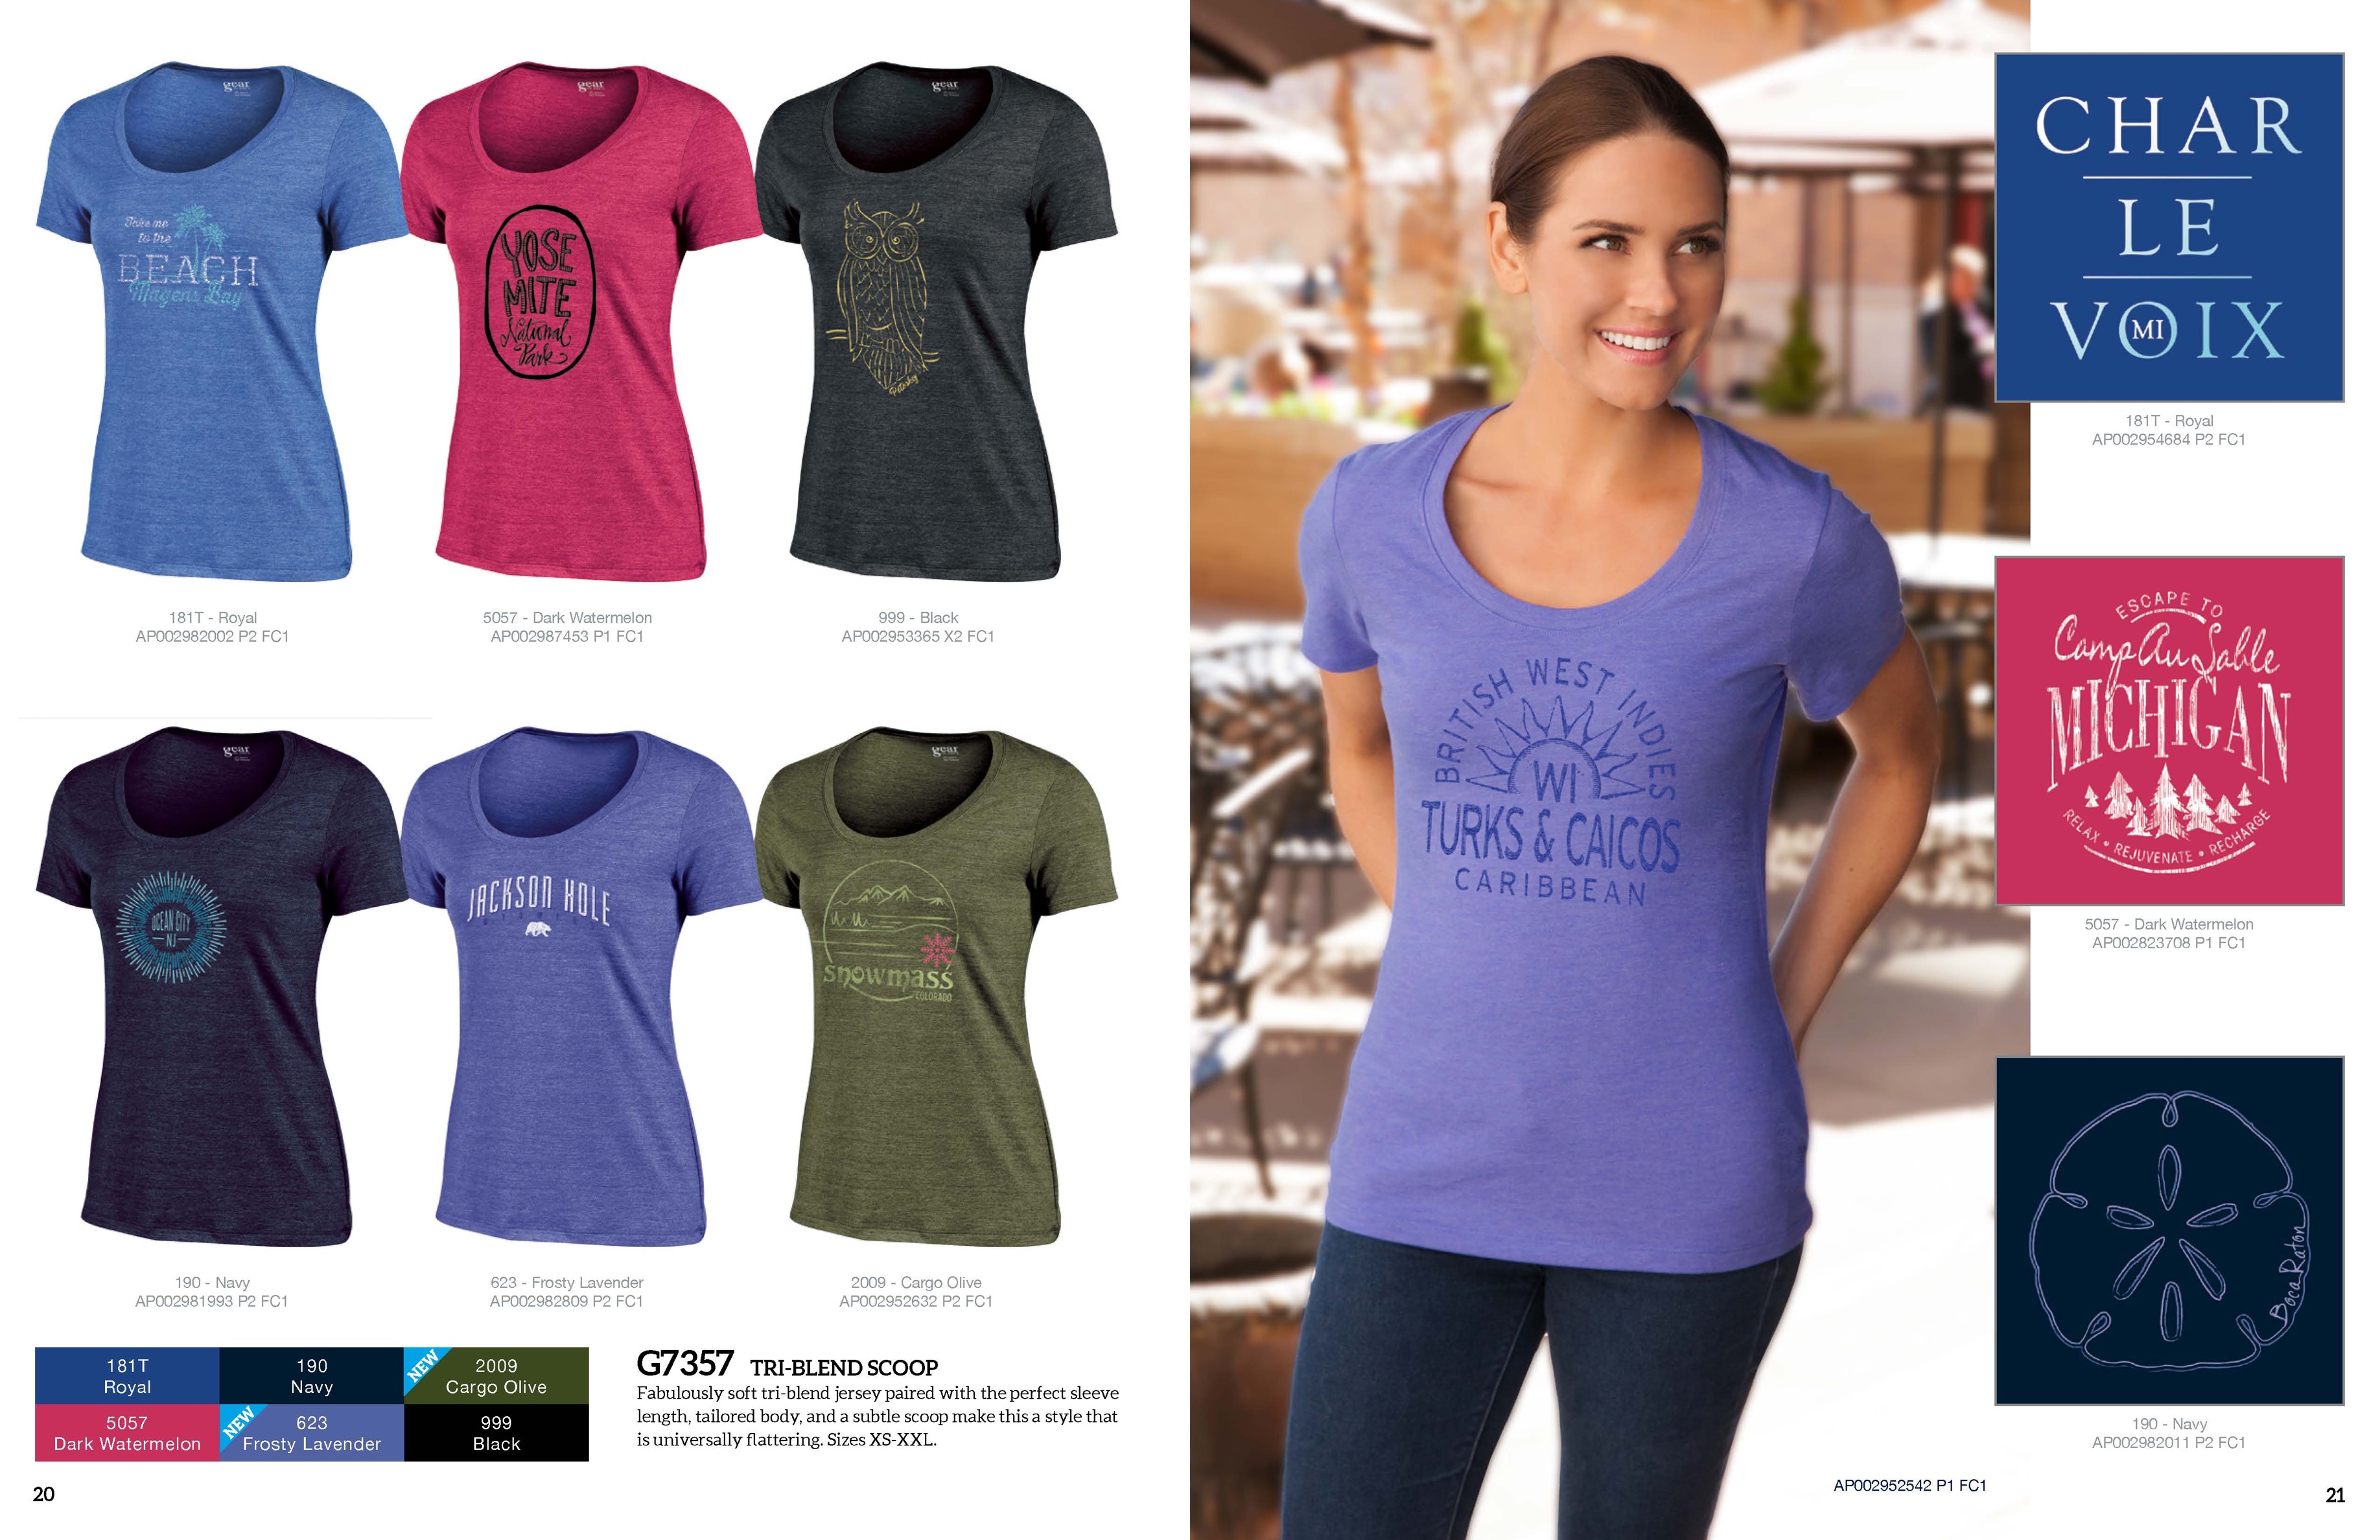 gear
Take me
to the
BEACH
Magens Bay
181T - Royal
AP002982002 P2 FC1
gear
YOSE
MITE
National
Park
5057 - Dark Watermelon
AP002987453 P1 FC1
gear
999 - Black
AP002953365 X2 FC1
gear
OCEAN CITY
NJ
190 - Navy
AP002981993 P2 FC1
JACKSON HOLE
623 - Frosty Lavender
AP002982809 P2 FC1
gear
snowmass
COLORADO
2009 - Cargo Olive
AP002952632 P2 FC1
181T
Royal
190
Navy
NEW
2009
Cargo Olive
5057
Dark Watermelon
NEW
623
Frosty Lavender
999
Black
G7357 TRI-BLEND SCOOP
Fabulously soft tri-blend jersey paired with the perfect sleeve
length, tailored body, and a subtle scoop make this a style that
is universally flattering. Sizes XS-XXL.
20
BRITISH WEST INDIES
WI
TURKS & CAICOS
CARIBBEAN
AP002952542 P1 FC1
CHAR
LE
VOIX
MI
181T - Royal
AP002954684 P2 FC1
ESCAPE TO
Camp Au Sable
MICHIGAN
RELAX • REJUVENATE • RECHARGE
5057 - Dark Watermelon
AP002823708 P1 FC1
Boca Raton
190 - Navy
AP002982011 P2 FC1
21